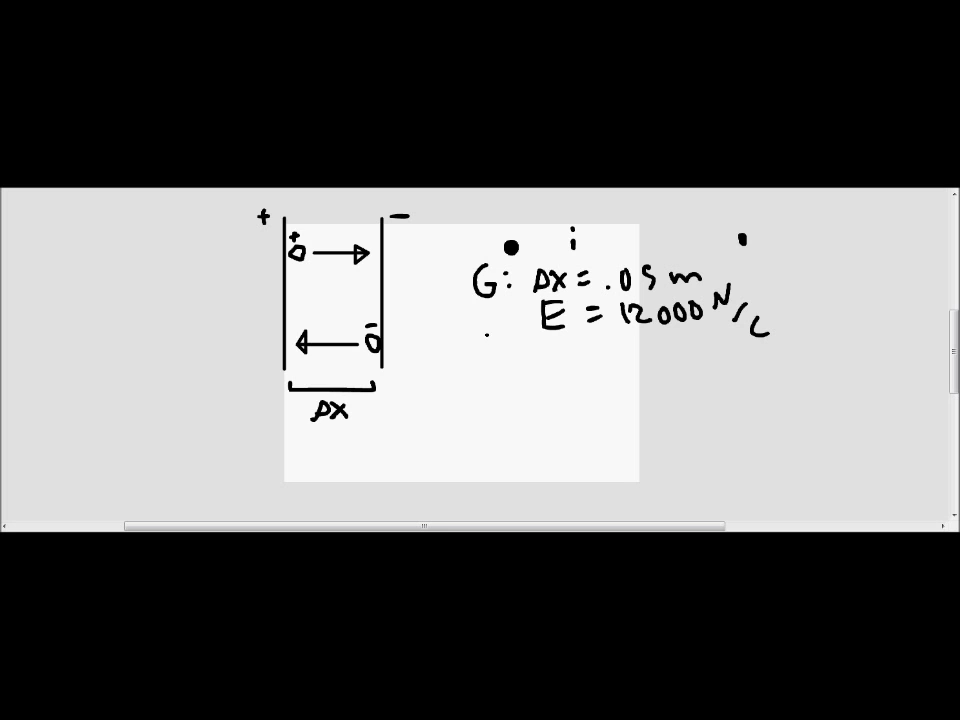 + −
+
G: Δx = .05 m
E = 12000 N/C
−
Δx